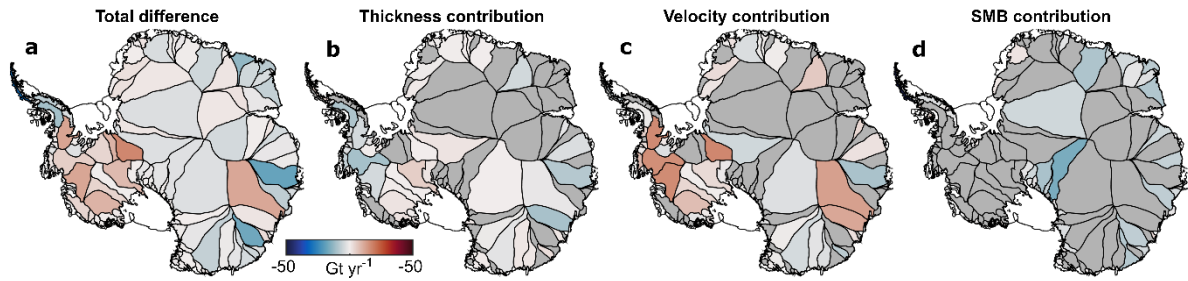 Total difference
Thickness contribution
Velocity contribution
SMB contribution
a
b
c
d
-50 Gt yr⁻¹ -50